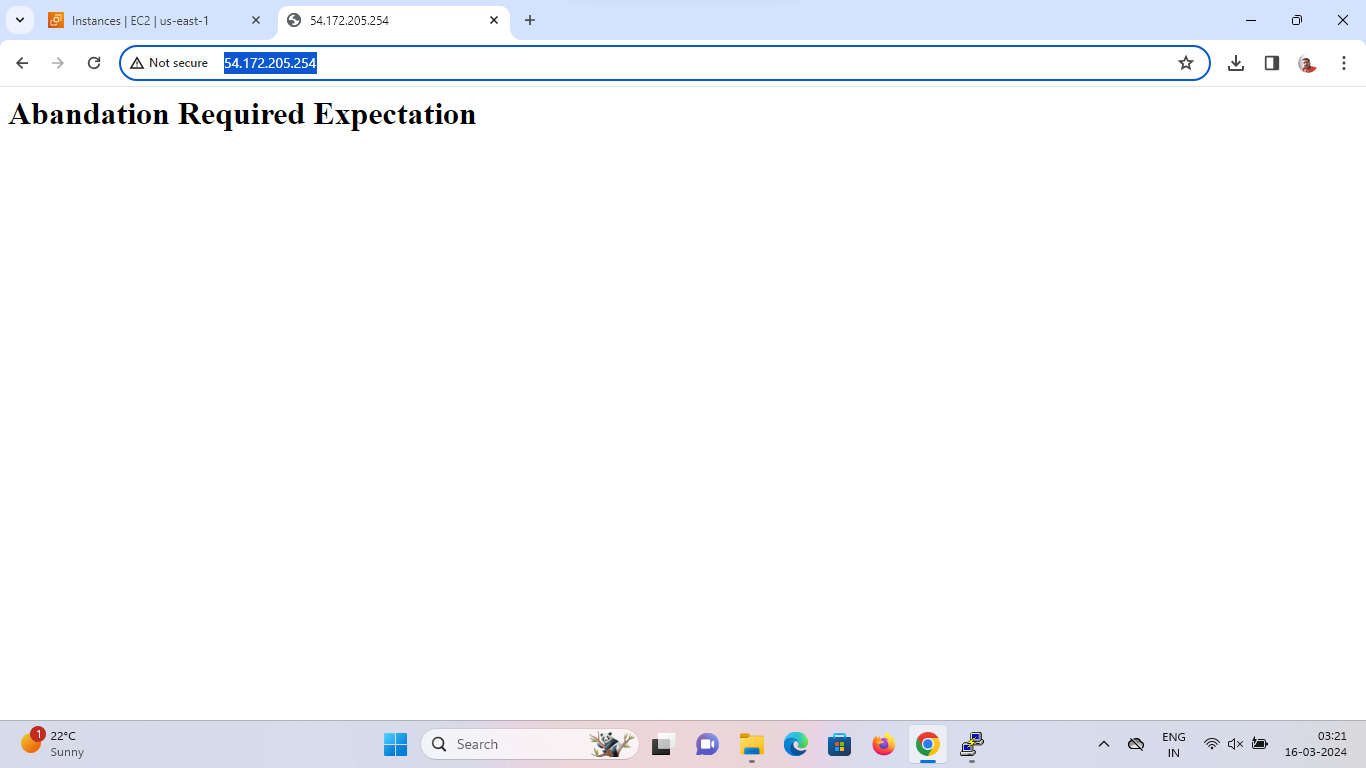 Instances | EC2 | us-east-1
54.172.205.254
Not secure 54.172.205.254
Abandation Required Expectation
1
22°C
Sunny
Search
ENG
IN
03:21
16-03-2024